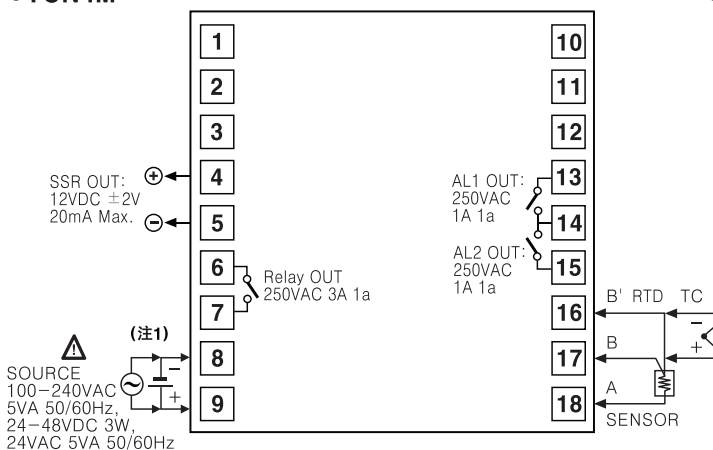 1
2
3
4
5
6
7
8
9
10
11
12
13
14
15
16
17
18
SSR OUT:
12VDC ±2V
20mA Max.
+
−
Relay OUT
250VAC 3A 1a
(注1)
−
+
SOURCE
100−240VAC
5VA 50/60Hz,
24−48VDC 3W,
24VAC 5VA 50/60Hz
AL1 OUT:
250VAC
1A 1a
AL2 OUT:
250VAC
1A 1a
B' RTD TC
−
+
B
A
SENSOR